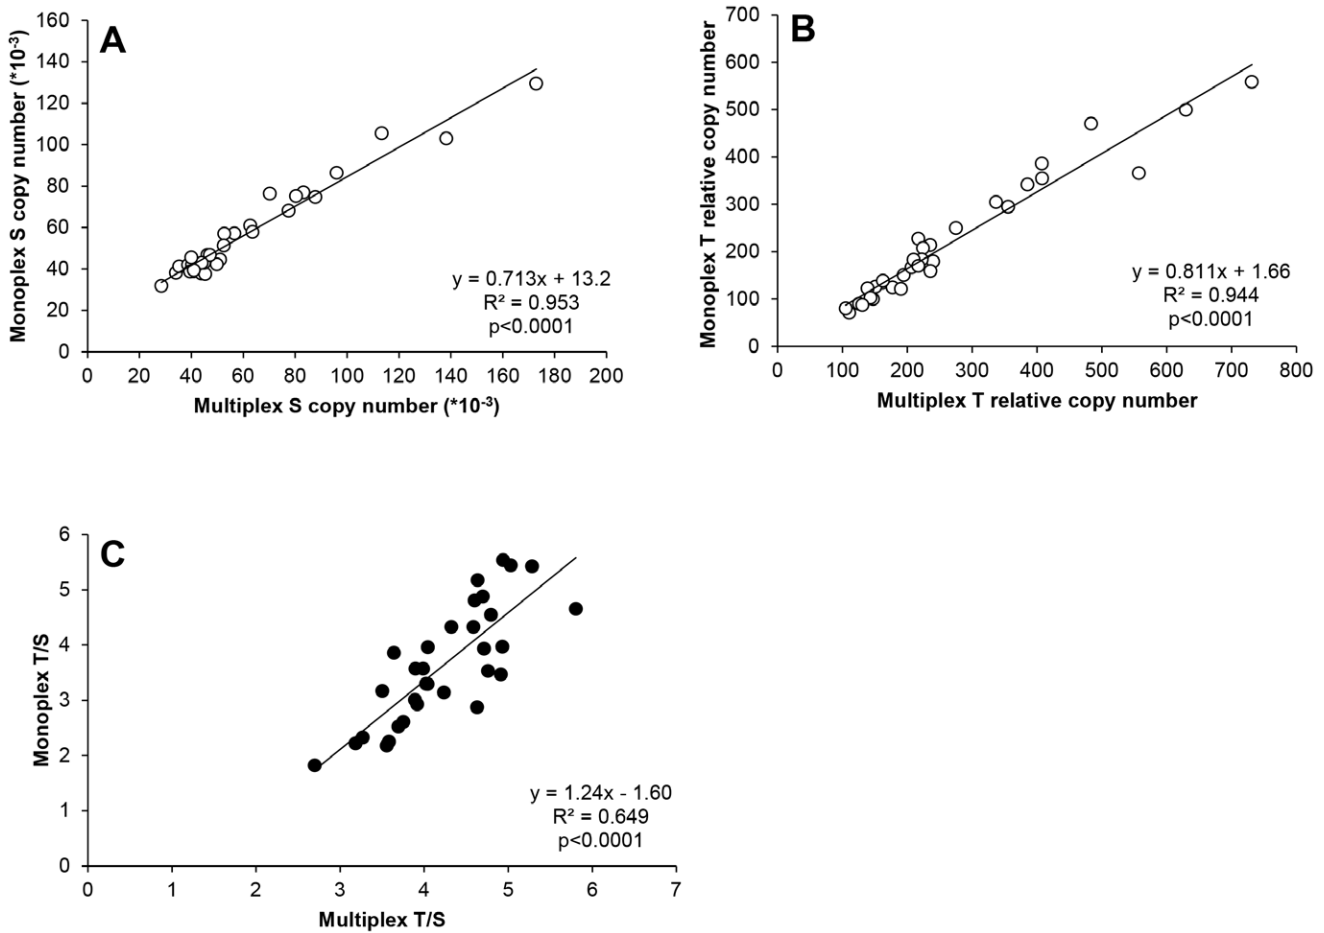 A
Monoplex S copy number (*10⁻³)
160
140
120
100
80
60
40
20
0
y = 0.713x + 13.2
R² = 0.953
p<0.0001
0 20 40 60 80 100 120 140 160 180 200
Multiplex S copy number (*10⁻³)
B
Monoplex T relative copy number
700
600
500
400
300
200
100
0
y = 0.811x + 1.66
R² = 0.944
p<0.0001
0 100 200 300 400 500 600 700 800
Multiplex T relative copy number
C
Monoplex T/S
6
5
4
3
2
1
0
y = 1.24x - 1.60
R² = 0.649
p<0.0001
0 1 2 3 4 5 6 7
Multiplex T/S